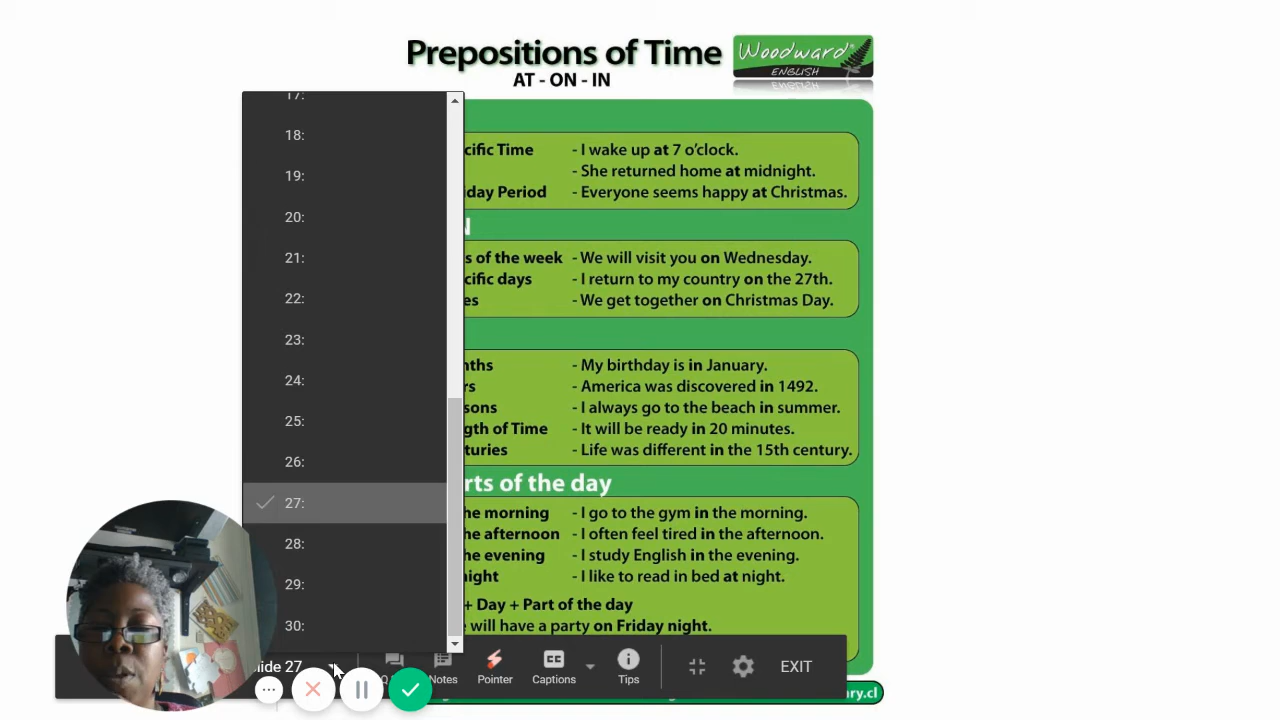 Prepositions of Time
AT - ON - IN
Woodward®
ENGLISH
17:
18:
19:
20:
21:
22:
23:
24:
25:
26:
27:
28:
29:
30:
cific Time - I wake up at 7 o'clock.
- She returned home at midnight.
iday Period - Everyone seems happy at Christmas.
N
s of the week - We will visit you on Wednesday.
cific days - I return to my country on the 27th.
es - We get together on Christmas Day.
nths - My birthday is in January.
rs - America was discovered in 1492.
sons - I always go to the beach in summer.
gth of Time - It will be ready in 20 minutes.
turies - Life was different in the 15th century.
rts of the day
he morning - I go to the gym in the morning.
he afternoon - I often feel tired in the afternoon.
he evening - I study English in the evening.
night - I like to read in bed at night.
+ Day + Part of the day
will have a party on Friday night.
lide 27
Notes
Pointer
Captions
Tips
EXIT
ry.cl